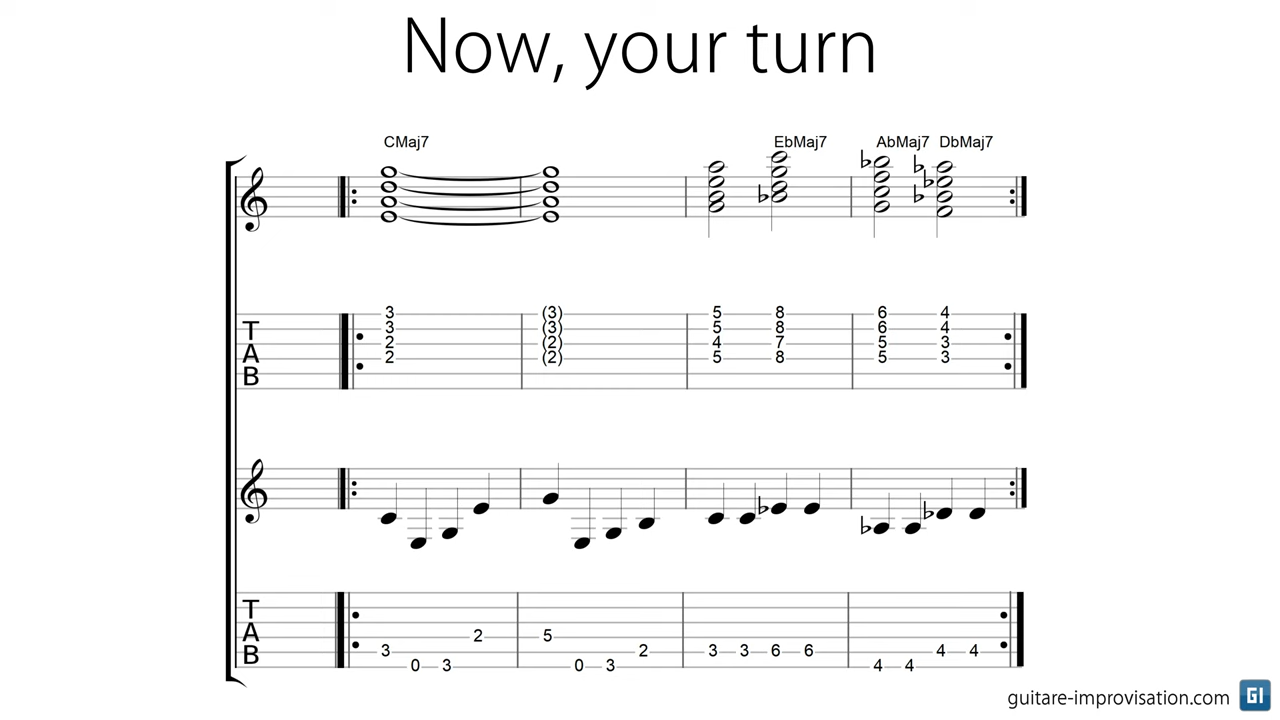 Now, your turn
CMaj7 EbMaj7 AbMaj7 DbMaj7
3 (3) 5 8 6 4
T 3 (3) 5 8 6 4
A 2 (2) 4 7 5 3
2 (2) 5 8 5 3
B
T
A 2 5
B 3 2 3 3 6 6 4 4
0 3 0 3 4 4
guitare-improvisation.com GI